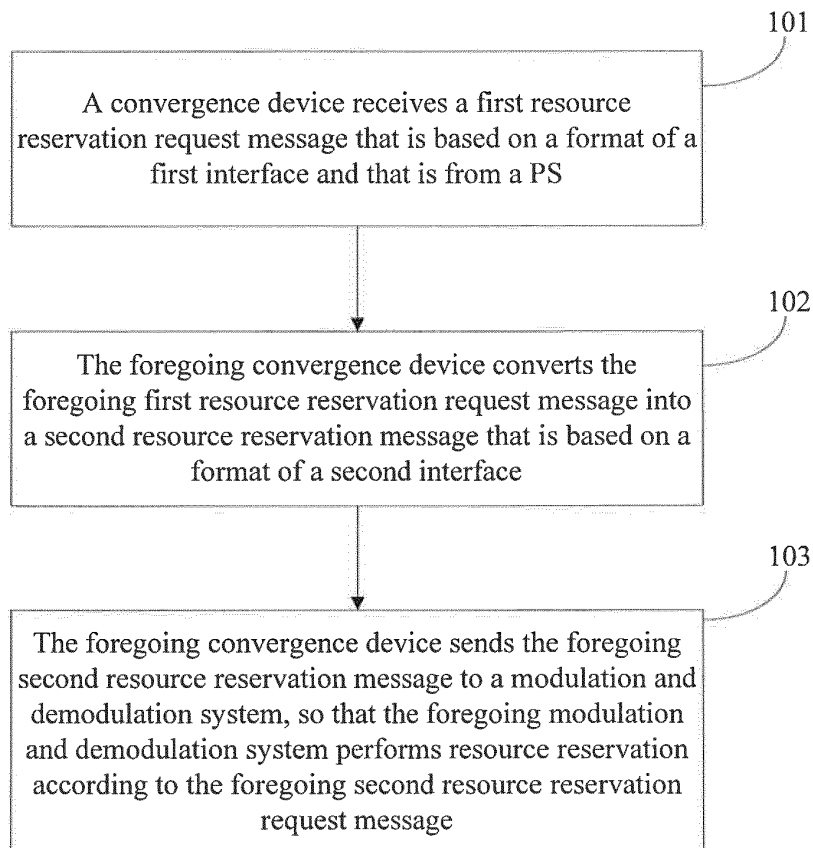 101
A convergence device receives a first resource
reservation request message that is based on a format of a
first interface and that is from a PS
102
The foregoing convergence device converts the
foregoing first resource reservation request message into
a second resource reservation message that is based on a
format of a second interface
103
The foregoing convergence device sends the foregoing
second resource reservation message to a modulation and
demodulation system, so that the foregoing modulation
and demodulation system performs resource reservation
according to the foregoing second resource reservation
request message